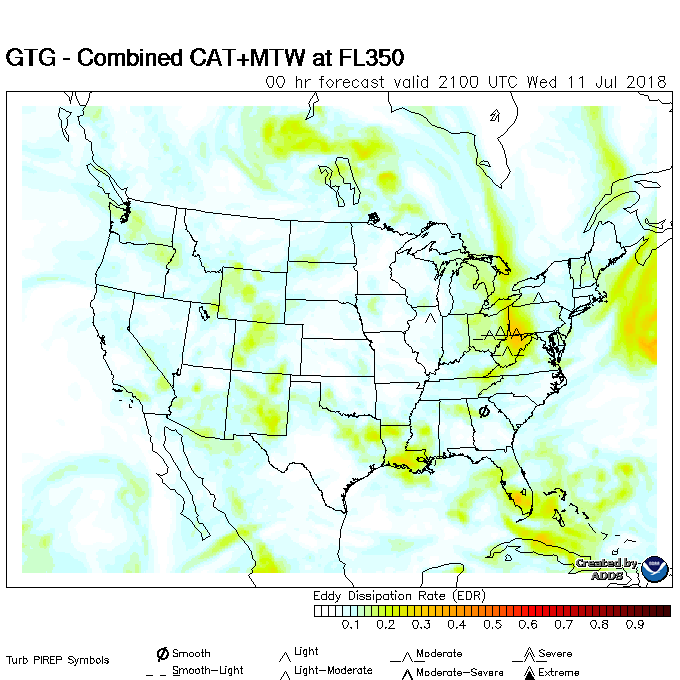 GTG - Combined CAT+MTW at FL350
00 hr forecast valid 2100 UTC Wed 11 Jul 2018
Created by
ADDS
Eddy Dissipation Rate (EDR)
0.1 0.2 0.3 0.4 0.5 0.6 0.7 0.8 0.9
Turb PIREP Symbols
Smooth Light Moderate Severe
Smooth-Light Light-Moderate Moderate-Severe Extreme